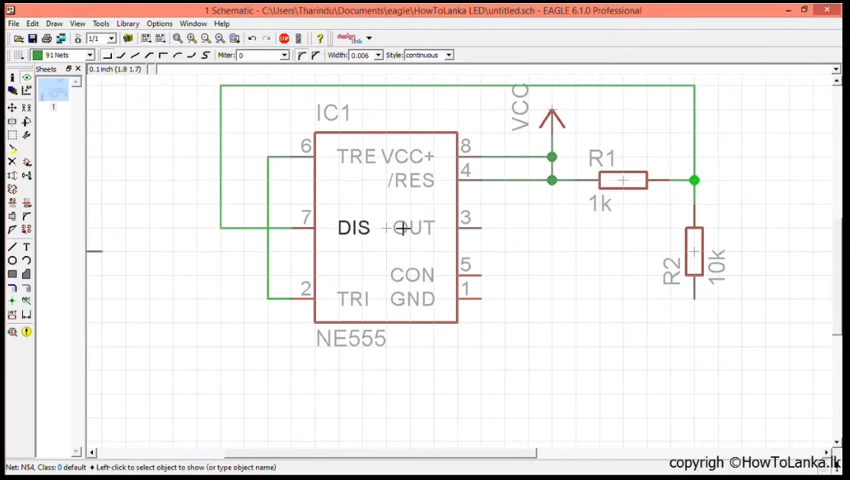 1 Schematic - C:\Users\Tharindu\Documents\eagle\HowToLanka LED\untitled.sch - EAGLE 6.1.0 Professional
File Edit Draw View Tools Library Options Window Help
1/1
design link
91 Nets
Miter: 0
Width: 0.006
Style: continuous
Sheets
0.1 inch (1.8 1.7)
1
IC1
VCC
6
TRE
VCC+
8
R1
/RES
4
1k
7
DIS
OUT
3
R2
10k
CON
5
2
TRI
GND
1
NE555
Net: N$4, Class: 0 default ♦ Left-click to select object to show (or type object name)
copyrigh ©HowToLanka.lk